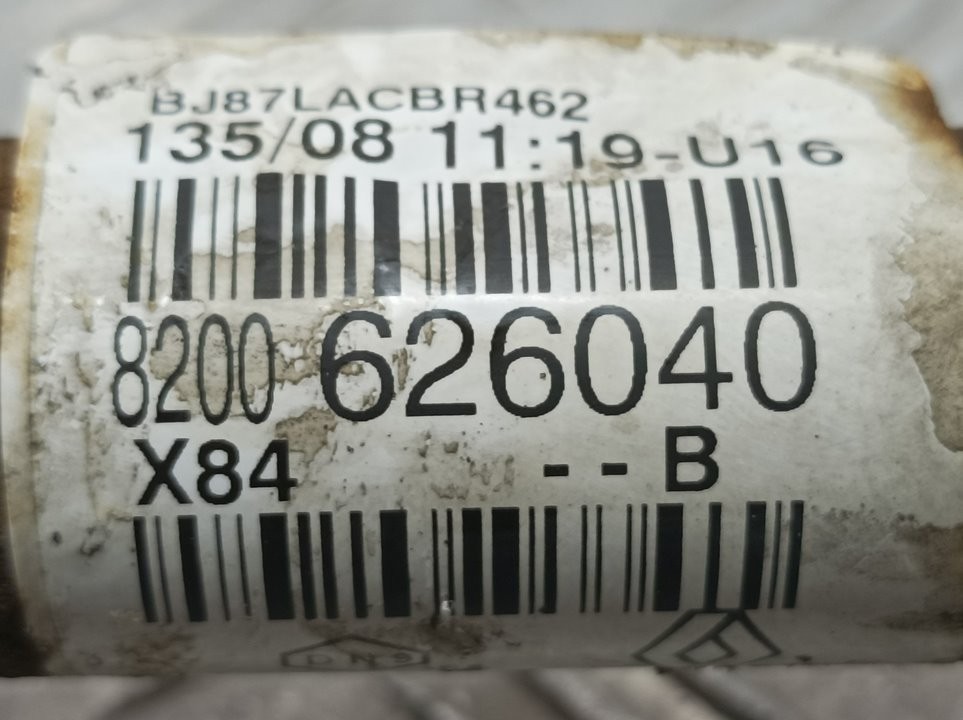 BJ87LACBR462
135/08 11:19-U16
8200 626040
X84 --B